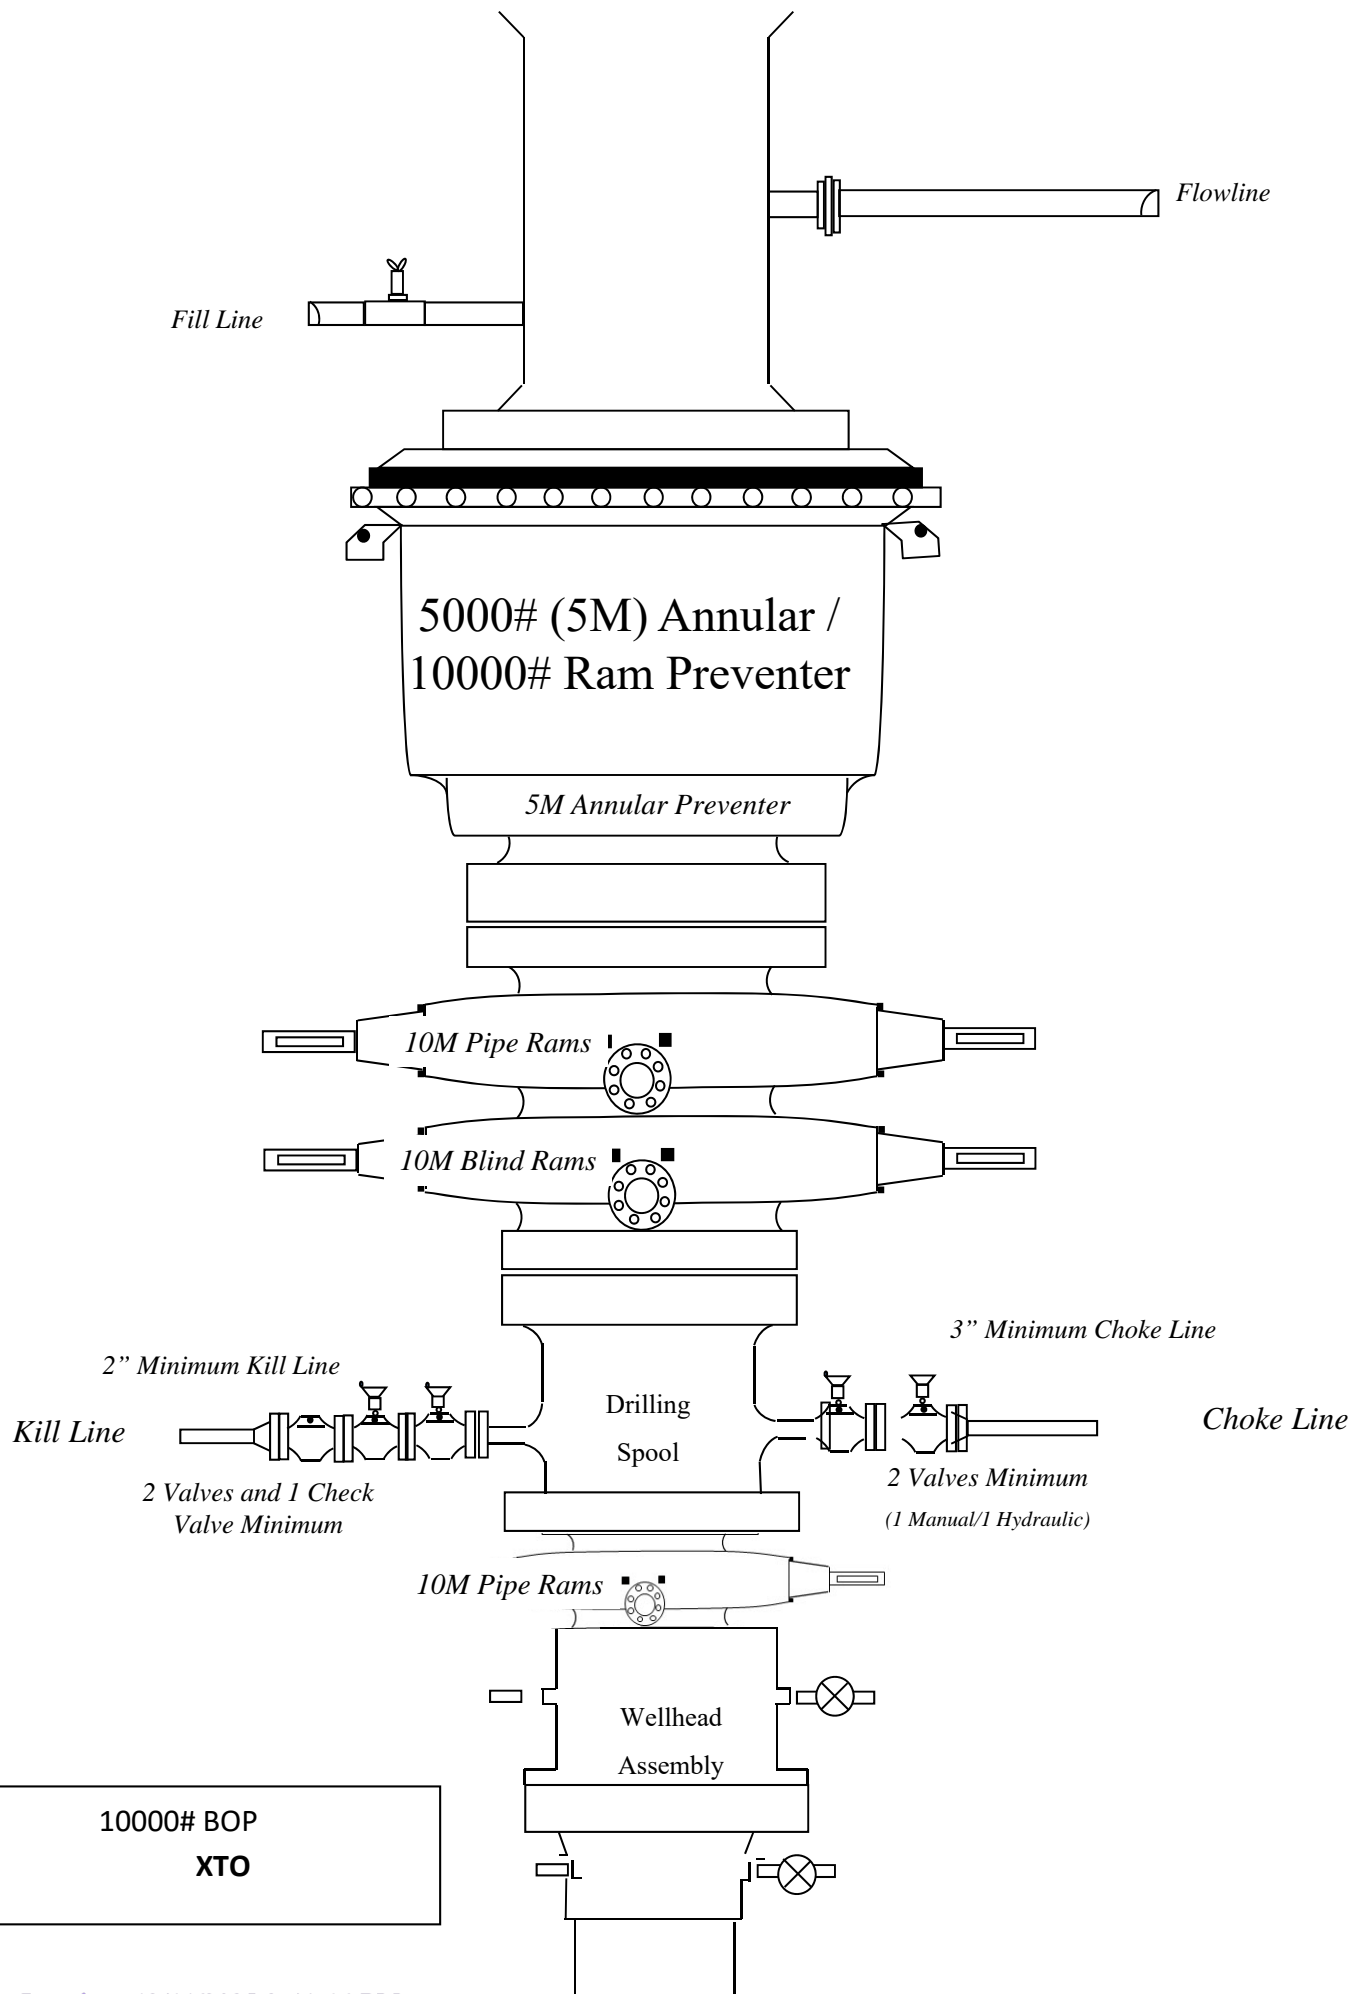 Flowline
Fill Line
5000# (5M) Annular /
10000# Ram Preventer
5M Annular Preventer
10M Pipe Rams
10M Blind Rams
3” Minimum Choke Line
2” Minimum Kill Line
Drilling
Spool
Kill Line
Choke Line
2 Valves and 1 Check
Valve Minimum
2 Valves Minimum
(1 Manual/1 Hydraulic)
10M Pipe Rams
Wellhead
Assembly
10000# BOP
XTO